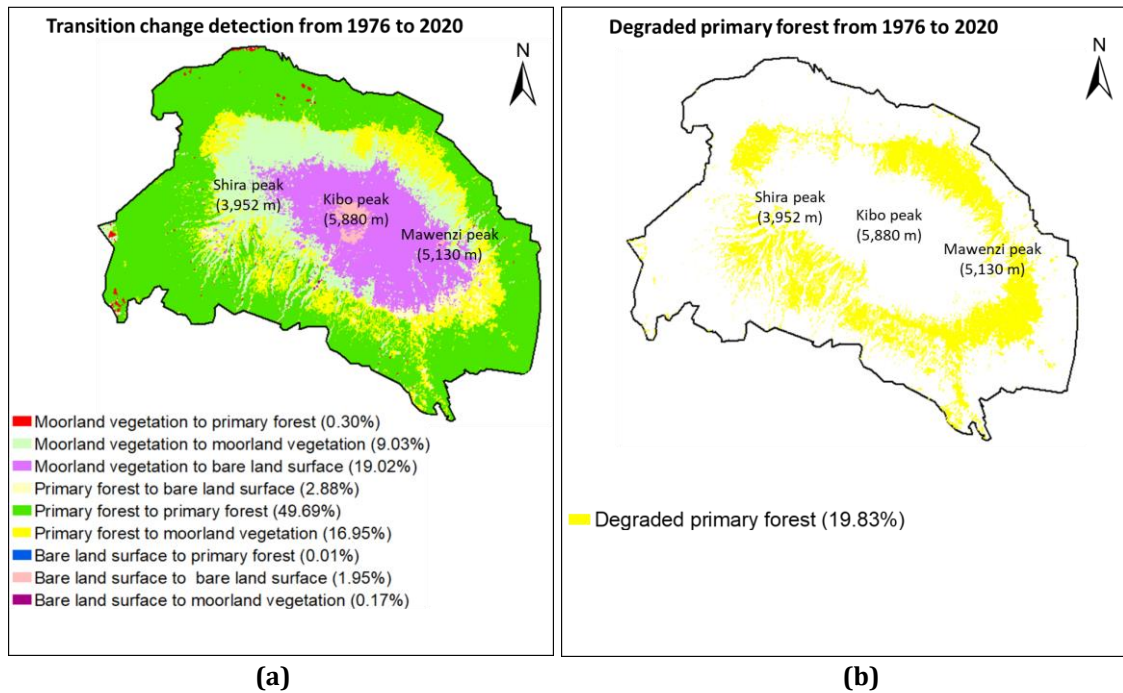 Transition change detection from 1976 to 2020
N
Shira peak
(3,952 m)
Kibo peak
(5,880 m)
Mawenzi peak
(5,130 m)
Moorland vegetation to primary forest (0.30%)
Moorland vegetation to moorland vegetation (9.03%)
Moorland vegetation to bare land surface (19.02%)
Primary forest to bare land surface (2.88%)
Primary forest to primary forest (49.69%)
Primary forest to moorland vegetation (16.95%)
Bare land surface to primary forest (0.01%)
Bare land surface to bare land surface (1.95%)
Bare land surface to moorland vegetation (0.17%)
(a)
Degraded primary forest from 1976 to 2020
N
Shira peak
(3,952 m)
Kibo peak
(5,880 m)
Mawenzi peak
(5,130 m)
Degraded primary forest (19.83%)
(b)